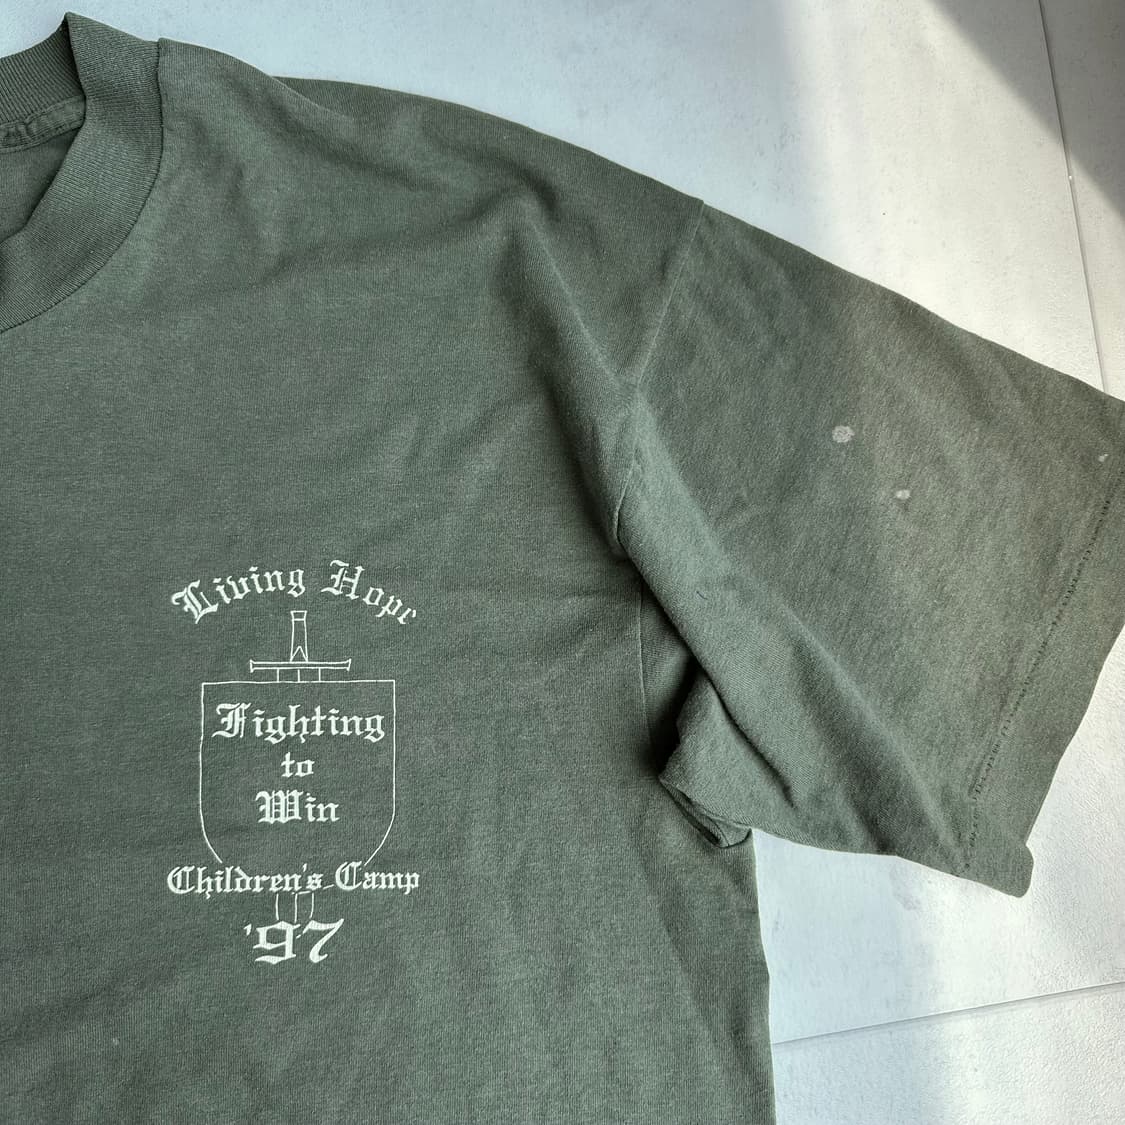 Living Hope
Fighting
to
Win
Children's Camp
'97